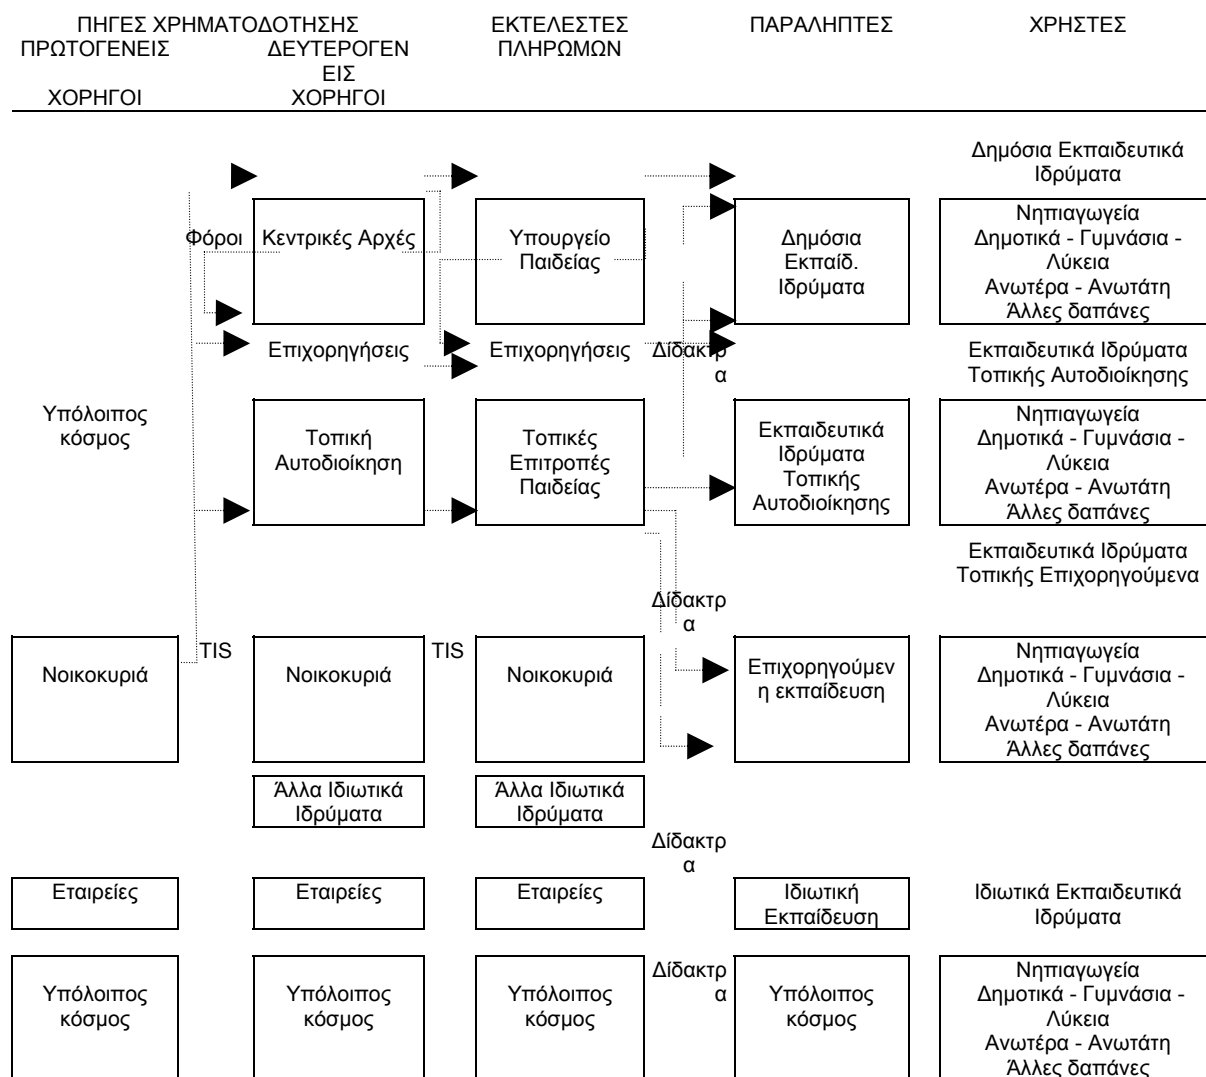 ΠΗΓΕΣ ΧΡΗΜΑΤΟΔΟΤΗΣΗΣ
ΠΡΩΤΟΓΕΝΕΙΣ
ΧΟΡΗΓΟΙ
ΔΕΥΤΕΡΟΓΕΝ
ΕΙΣ
ΧΟΡΗΓΟΙ
ΕΚΤΕΛΕΣΤΕΣ
ΠΛΗΡΩΜΩΝ
ΠΑΡΑΛΗΠΤΕΣ
ΧΡΗΣΤΕΣ
Δημόσια Εκπαιδευτικά
Ιδρύματα
Φόροι
Κεντρικές Αρχές
Υπουργείο
Παιδείας
Δημόσια
Εκπαίδ.
Ιδρύματα
Νηπιαγωγεία
Δημοτικά - Γυμνάσια -
Λύκεια
Ανωτέρα - Ανωτάτη
Άλλες δαπάνες
Επιχορηγήσεις
Επιχορηγήσεις
Δίδακτρ
α
Εκπαιδευτικά Ιδρύματα
Τοπικής Αυτοδιοίκησης
Υπόλοιπος
κόσμος
Τοπική
Αυτοδιοίκηση
Τοπικές
Επιτροπές
Παιδείας
Εκπαιδευτικά
Ιδρύματα
Τοπικής
Αυτοδιοίκησης
Νηπιαγωγεία
Δημοτικά - Γυμνάσια -
Λύκεια
Ανωτέρα - Ανωτάτη
Άλλες δαπάνες
Εκπαιδευτικά Ιδρύματα
Τοπικής Επιχορηγούμενα
Δίδακτρ
α
Νοικοκυριά
TIS
Νοικοκυριά
TIS
Νοικοκυριά
Επιχορηγούμεν
η εκπαίδευση
Νηπιαγωγεία
Δημοτικά - Γυμνάσια -
Λύκεια
Ανωτέρα - Ανωτάτη
Άλλες δαπάνες
Άλλα Ιδιωτικά
Ιδρύματα
Άλλα Ιδιωτικά
Ιδρύματα
Δίδακτρ
α
Εταιρείες
Εταιρείες
Εταιρείες
Ιδιωτική
Εκπαίδευση
Ιδιωτικά Εκπαιδευτικά
Ιδρύματα
Υπόλοιπος
κόσμος
Υπόλοιπος
κόσμος
Υπόλοιπος
κόσμος
Δίδακτρ
α
Υπόλοιπος
κόσμος
Νηπιαγωγεία
Δημοτικά - Γυμνάσια -
Λύκεια
Ανωτέρα - Ανωτάτη
Άλλες δαπάνες